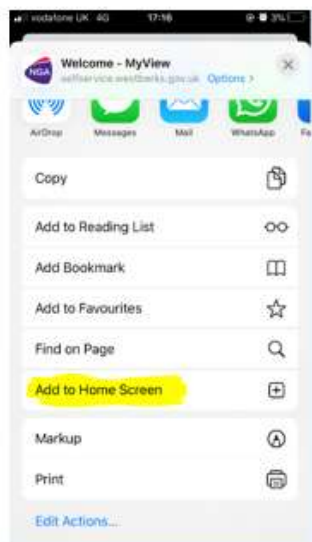 vodafone UK 4G 17:16 3%
NGA Welcome - MyView
selfservice.westberks.gov.uk Options >
AirDrop Messages Mail WhatsApp Fa
Copy
Add to Reading List
Add Bookmark
Add to Favourites
Find on Page
Add to Home Screen
Markup
Print
Edit Actions...